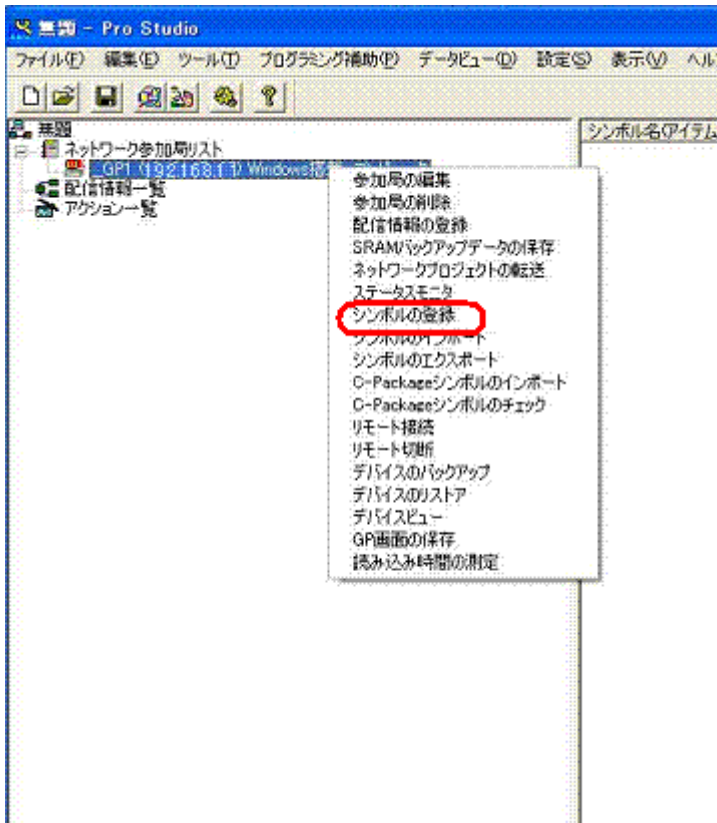 無題 - Pro Studio
ファイル(F) 編集(E) ツール(T) プログラミング補助(P) データビュー(D) 設定(S) 表示(V) ヘル
無題
ネットワーク参加局リスト
GP1 (192.168.1.1) Windows
配信情報一覧
アクション一覧
シンボル名(アイテム
参加局の編集
参加局の削除
配信情報の登録
SRAMバックアップデータの保存
ネットワークプロジェクトの転送
ステータスモニタ
シンボルの登録
シンボルのインポート
シンボルのエクスポート
C-Packageシンボルのインポート
C-Packageシンボルのチェック
リモート接続
リモート切断
デバイスのバックアップ
デバイスのリストア
デバイスビュー
GP画面の保存
読み込み時間の測定